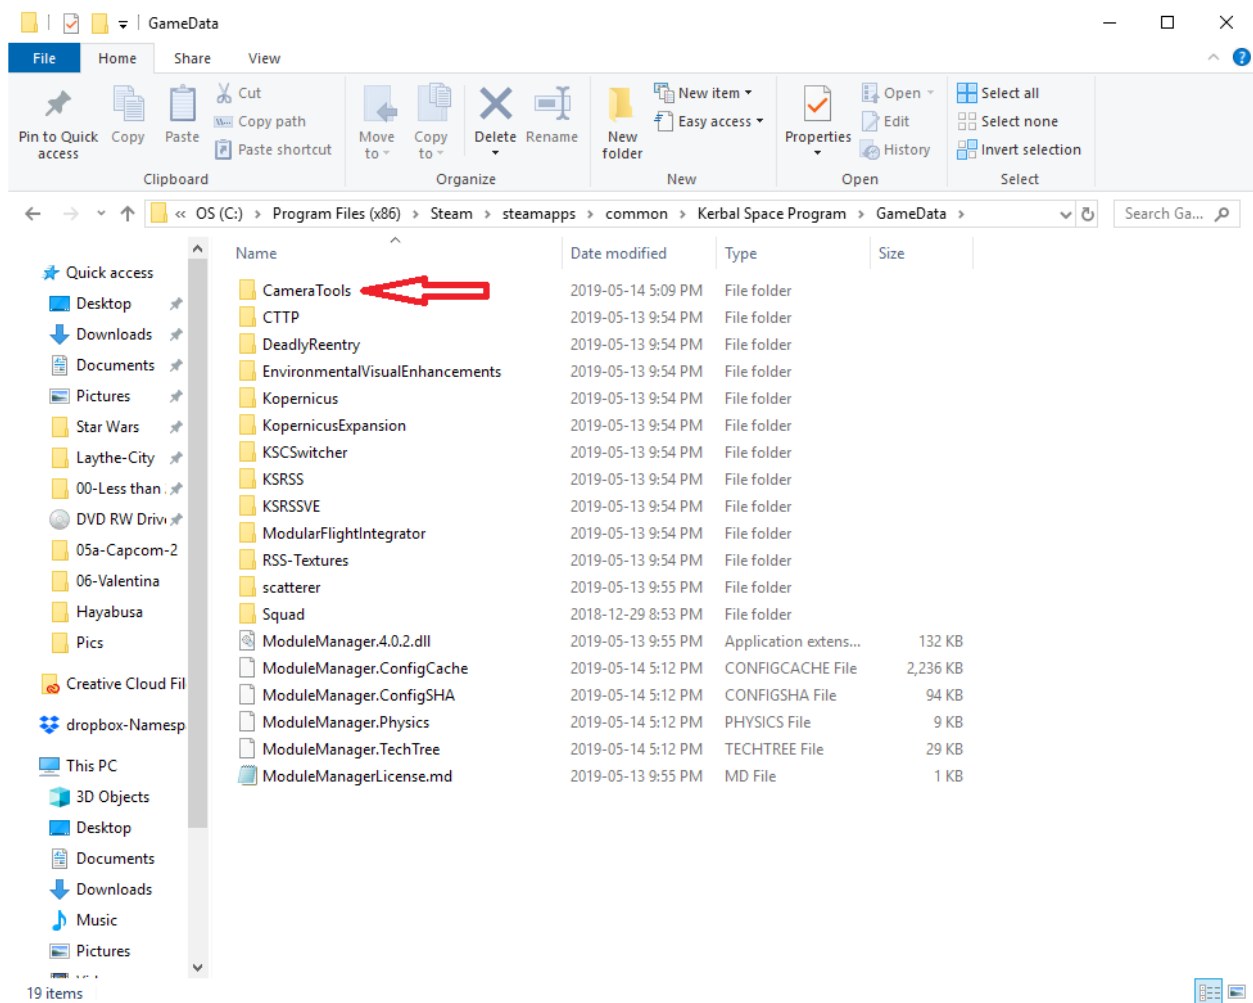 GameData
File Home Share View
Pin to Quick access
Copy
Paste
Cut
Copy path
Paste shortcut
Clipboard
Move to
Copy to
Delete
Rename
Organize
New folder
New item
Easy access
New
Properties
Open
Edit
History
Open
Select all
Select none
Invert selection
Select
« OS (C:) > Program Files (x86) > Steam > steamapps > common > Kerbal Space Program > GameData >
Search Ga...
Quick access
Desktop
Downloads
Documents
Pictures
Star Wars
Laythe-City
00-Less than
DVD RW Driv
05a-Capcom-2
06-Valentina
Hayabusa
Pics
Creative Cloud Fil
dropbox-Namesp
This PC
3D Objects
Desktop
Documents
Downloads
Music
Pictures
Name Date modified Type Size
CameraTools 2019-05-14 5:09 PM File folder
CTTP 2019-05-13 9:54 PM File folder
DeadlyReentry 2019-05-13 9:54 PM File folder
EnvironmentalVisualEnhancements 2019-05-13 9:54 PM File folder
Kopernicus 2019-05-13 9:54 PM File folder
KopernicusExpansion 2019-05-13 9:54 PM File folder
KSCSwitcher 2019-05-13 9:54 PM File folder
KSRSS 2019-05-13 9:54 PM File folder
KSRSSVE 2019-05-13 9:54 PM File folder
ModularFlightIntegrator 2019-05-13 9:54 PM File folder
RSS-Textures 2019-05-13 9:54 PM File folder
scatterer 2019-05-13 9:55 PM File folder
Squad 2018-12-29 8:53 PM File folder
ModuleManager.4.0.2.dll 2019-05-13 9:55 PM Application extens... 132 KB
ModuleManager.ConfigCache 2019-05-14 5:12 PM CONFIGCACHE File 2,236 KB
ModuleManager.ConfigSHA 2019-05-14 5:12 PM CONFIGSHA File 94 KB
ModuleManager.Physics 2019-05-14 5:12 PM PHYSICS File 9 KB
ModuleManager.TechTree 2019-05-14 5:12 PM TECHTREE File 29 KB
ModuleManagerLicense.md 2019-05-13 9:55 PM MD File 1 KB
19 items